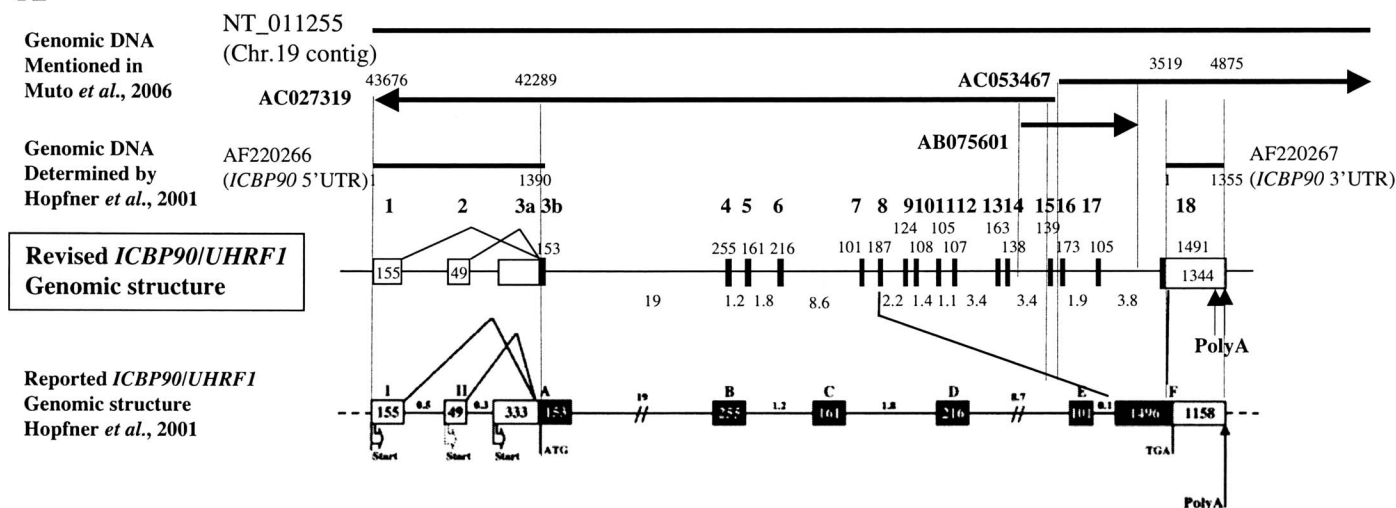 NT_011255
(Chr.19 contig)
Genomic DNA
Mentioned in
Muto et al., 2006
43676
42289
3519
4875
AC027319
AC053467
AB075601
Genomic DNA
Determined by
Hopfner et al., 2001
AF220266
(ICBP90 5'UTR)
1
1390
AF220267
(ICBP90 3'UTR)
1
1355
1 2 3a 3b 4 5 6 7 8 9 10 11 12 13 14 15 16 17 18
124 105 163 139
153 255 161 216 101 187 108 107 138 173 105 1491
Revised ICBP90/UHRF1
Genomic structure
155 49 1344
19 1.2 1.8 8.6 2.2 1.4 1.1 3.4 3.4 1.9 3.8
PolyA
Reported ICBP90/UHRF1
Genomic structure
Hopfner et al., 2001
I II A B C D E F
155 0.5 49 0.3 333 153 19 // 255 1.2 161 1.8 216 8.7 // 101 0.1 1496 1158
Start Start Start ATG TGA
PolyA